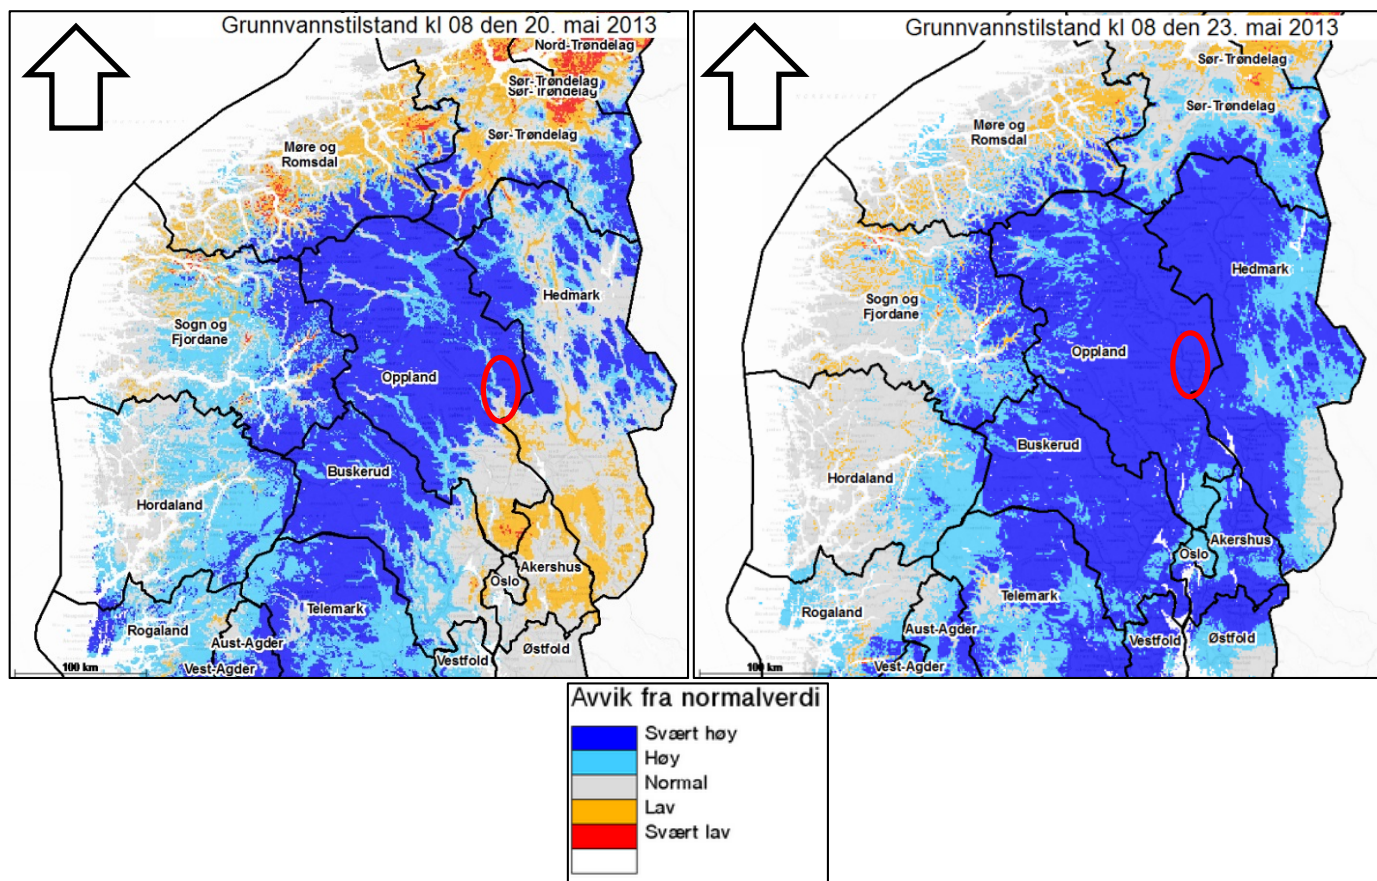 Grunnvannstilstand kl 08 den 20. mai 2013
Nord-Trøndelag
Sør-Trøndelag
Sør-Trøndelag
Sør-Trøndelag
Møre og
Romsdal
Hedmark
Sogn og
Fjordane
Oppland
Buskerud
Hordaland
Akershus
Oslo
Telemark
Rogaland
Aust-Agder
Vestfold
Østfold
Vest-Agder
100 km
Grunnvannstilstand kl 08 den 23. mai 2013
Sør-Trøndelag
Sør-Trøndelag
Møre og
Romsdal
Hedmark
Sogn og
Fjordane
Oppland
Buskerud
Hordaland
Akershus
Oslo
Telemark
Rogaland
Aust-Agder
Vestfold
Østfold
Vest-Agder
100 km
Avvik fra normalverdi
Svært høy
Høy
Normal
Lav
Svært lav